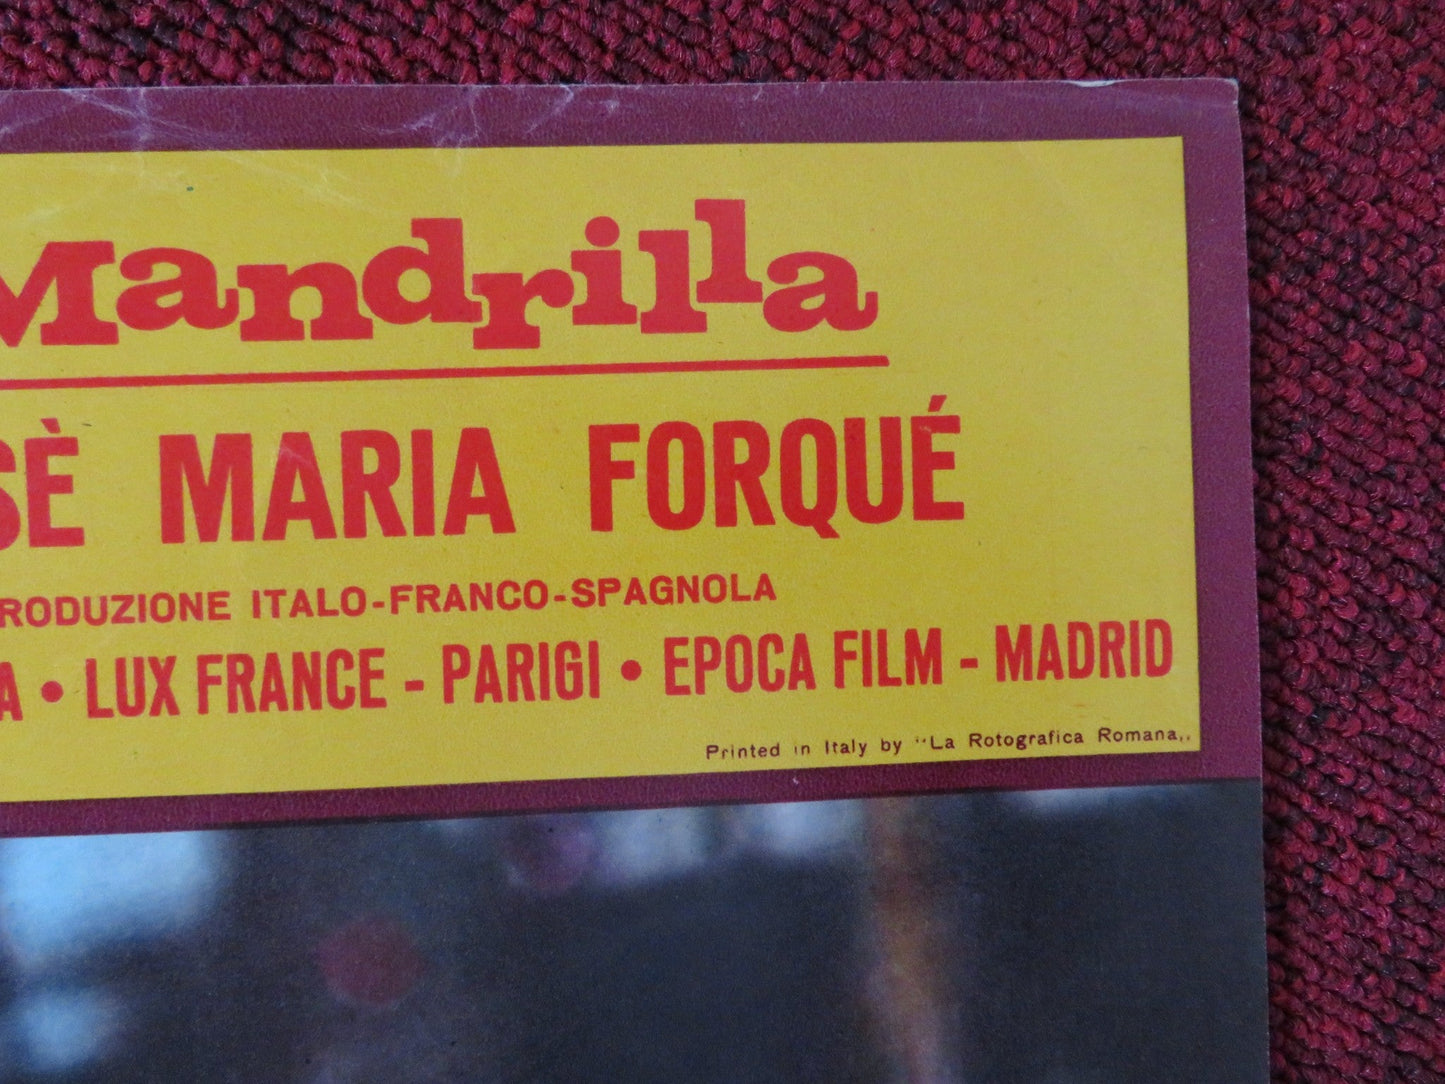 Mandrilla
SÈ MARIA FORQUÉ
RODUZIONE ITALO-FRANCO-SPAGNOLA
A • LUX FRANCE - PARIGI • EPOCA FILM - MADRID
Printed in Italy by "La Rotografica Romana„